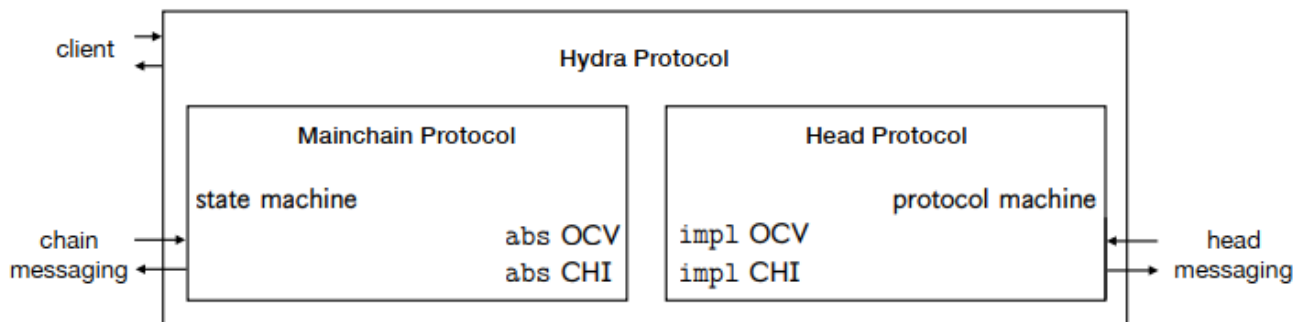 client
Hydra Protocol
Mainchain Protocol
state machine
abs OCV
abs CHI
Head Protocol
protocol machine
impl OCV
impl CHI
chain
messaging
head
messaging